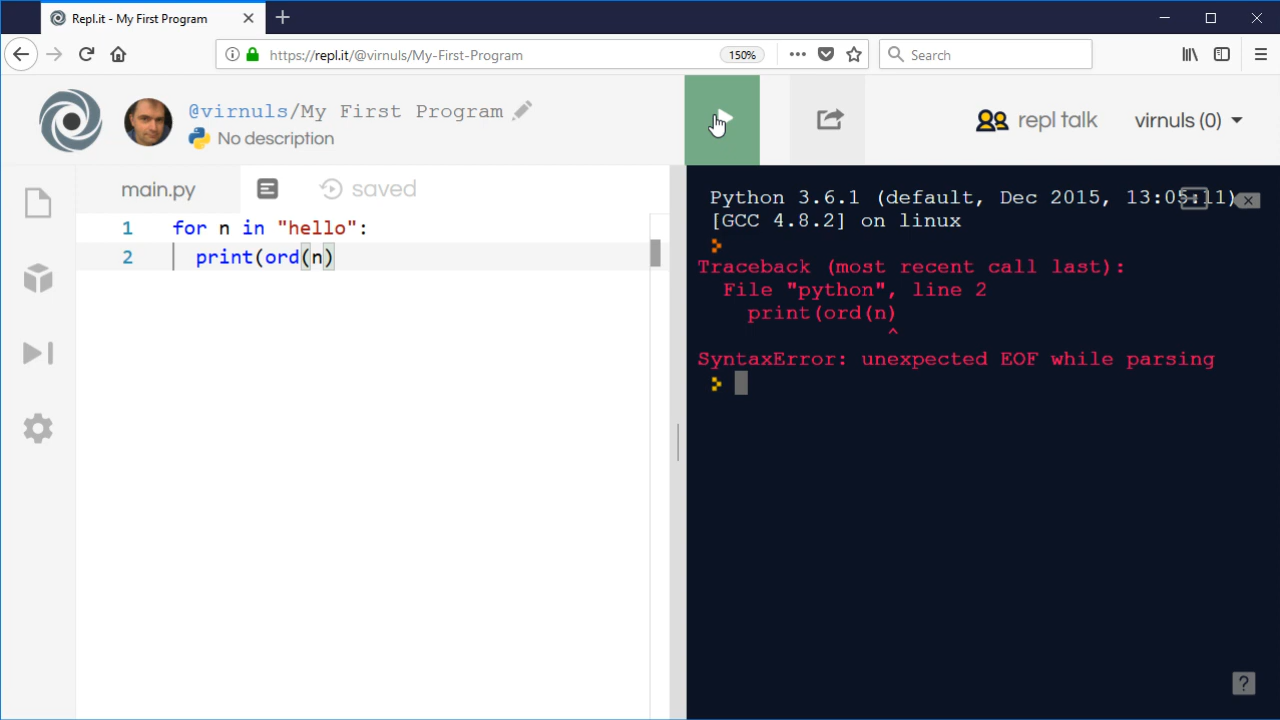 Repl.it - My First Program
https://repl.it/@virnuls/My-First-Program
150%
Search
@virnuls/My First Program
No description
repl talk
virnuls (0)
main.py
saved
1 for n in "hello":
2 print(ord(n)
Python 3.6.1 (default, Dec 2015, 13:05:11)
[GCC 4.8.2] on linux
Traceback (most recent call last):
File "python", line 2
print(ord(n)
^
SyntaxError: unexpected EOF while parsing
?